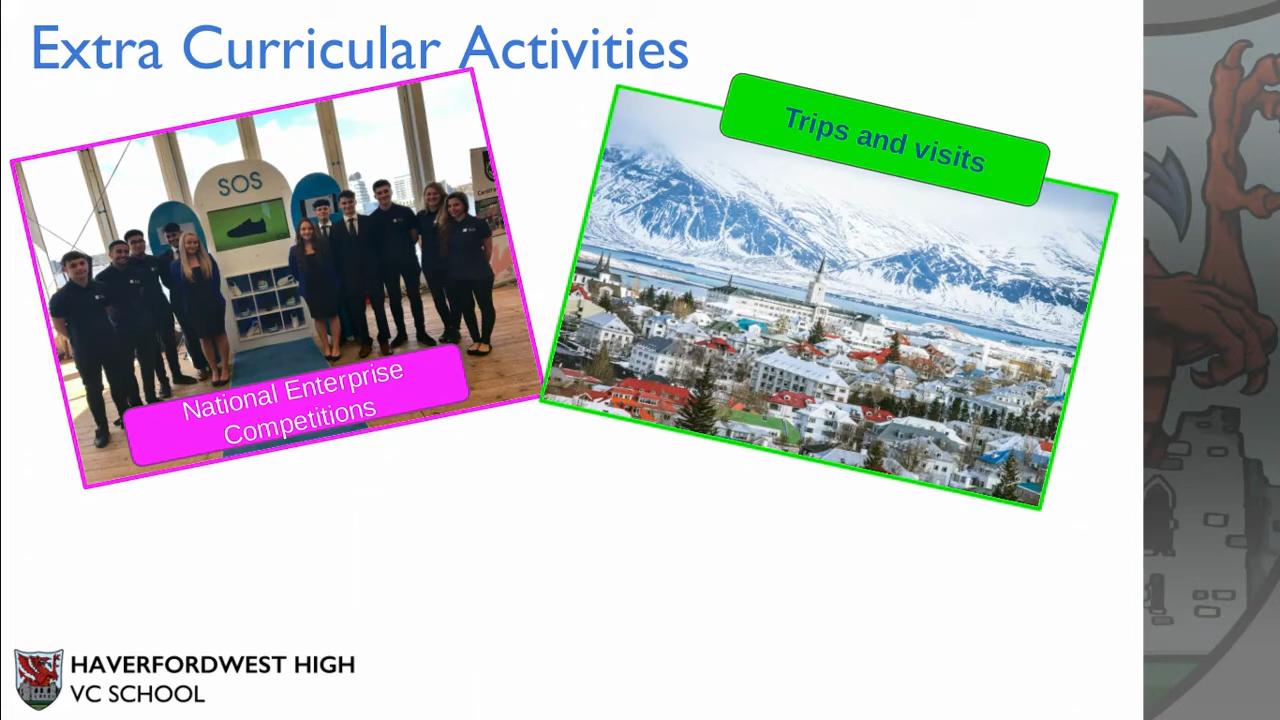 Extra Curricular Activities
Trips and visits
SOS
National Enterprise
Competitions
HAVERFORDWEST HIGH
VC SCHOOL